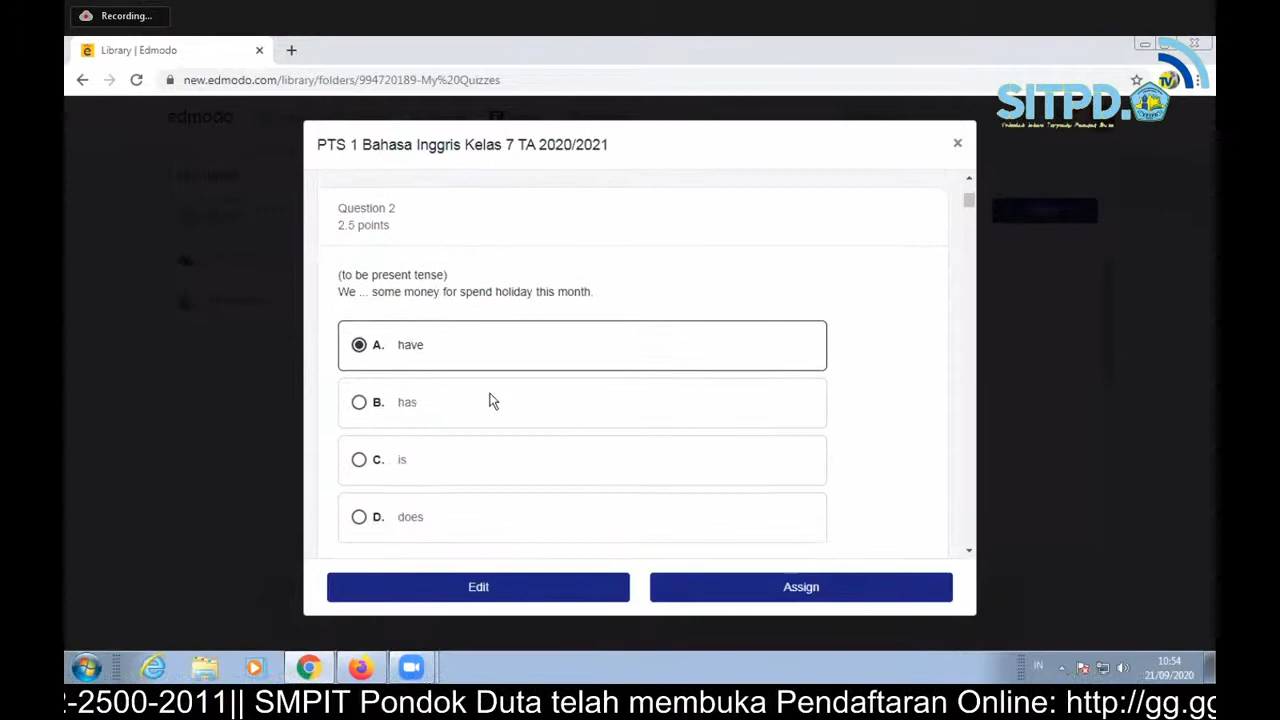 Recording...
Library | Edmodo
new.edmodo.com/library/folders/994720189-My%20Quizzes
SITPD.
edmodo
PTS 1 Bahasa Inggris Kelas 7 TA 2020/2021
Question 2
2.5 points
(to be present tense)
We ... some money for spend holiday this month.
A. have
B. has
C. is
D. does
Edit
Assign
IN
10:54
21/09/2020
2-2500-2011|| SMPIT Pondok Duta telah membuka Pendaftaran Online: http://gg.gg